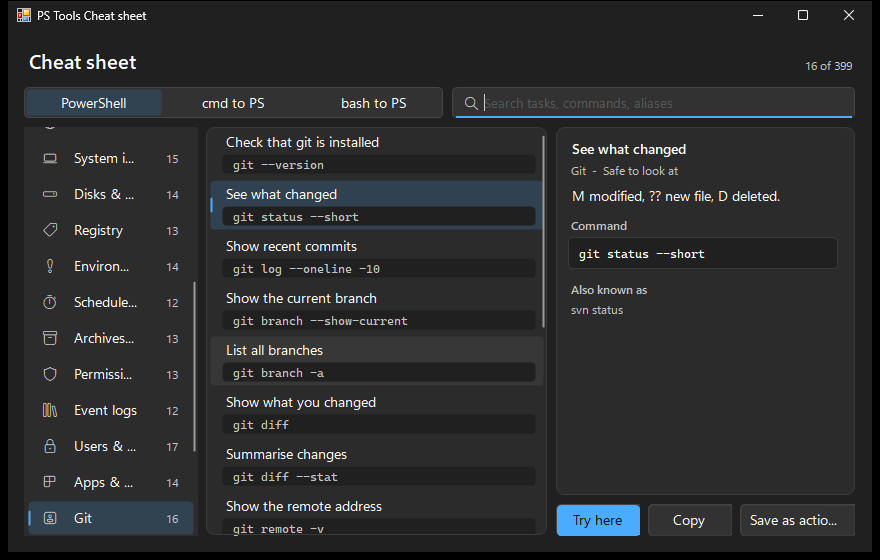 PS Tools Cheat sheet
Cheat sheet
16 of 399
PowerShell
cmd to PS
bash to PS
Search tasks, commands, aliases
System i... 15
Disks & ... 14
Registry 13
Environ... 14
Schedule... 12
Archives... 13
Permissi... 13
Event logs 12
Users & ... 17
Apps & ... 14
Git 16
Check that git is installed
git --version
See what changed
git status --short
Show recent commits
git log --oneline -10
Show the current branch
git branch --show-current
List all branches
git branch -a
Show what you changed
git diff
Summarise changes
git diff --stat
Show the remote address
git remote -v
See what changed
Git - Safe to look at
M modified, ?? new file, D deleted.
Command
git status --short
Also known as
svn status
Try here
Copy
Save as actio...